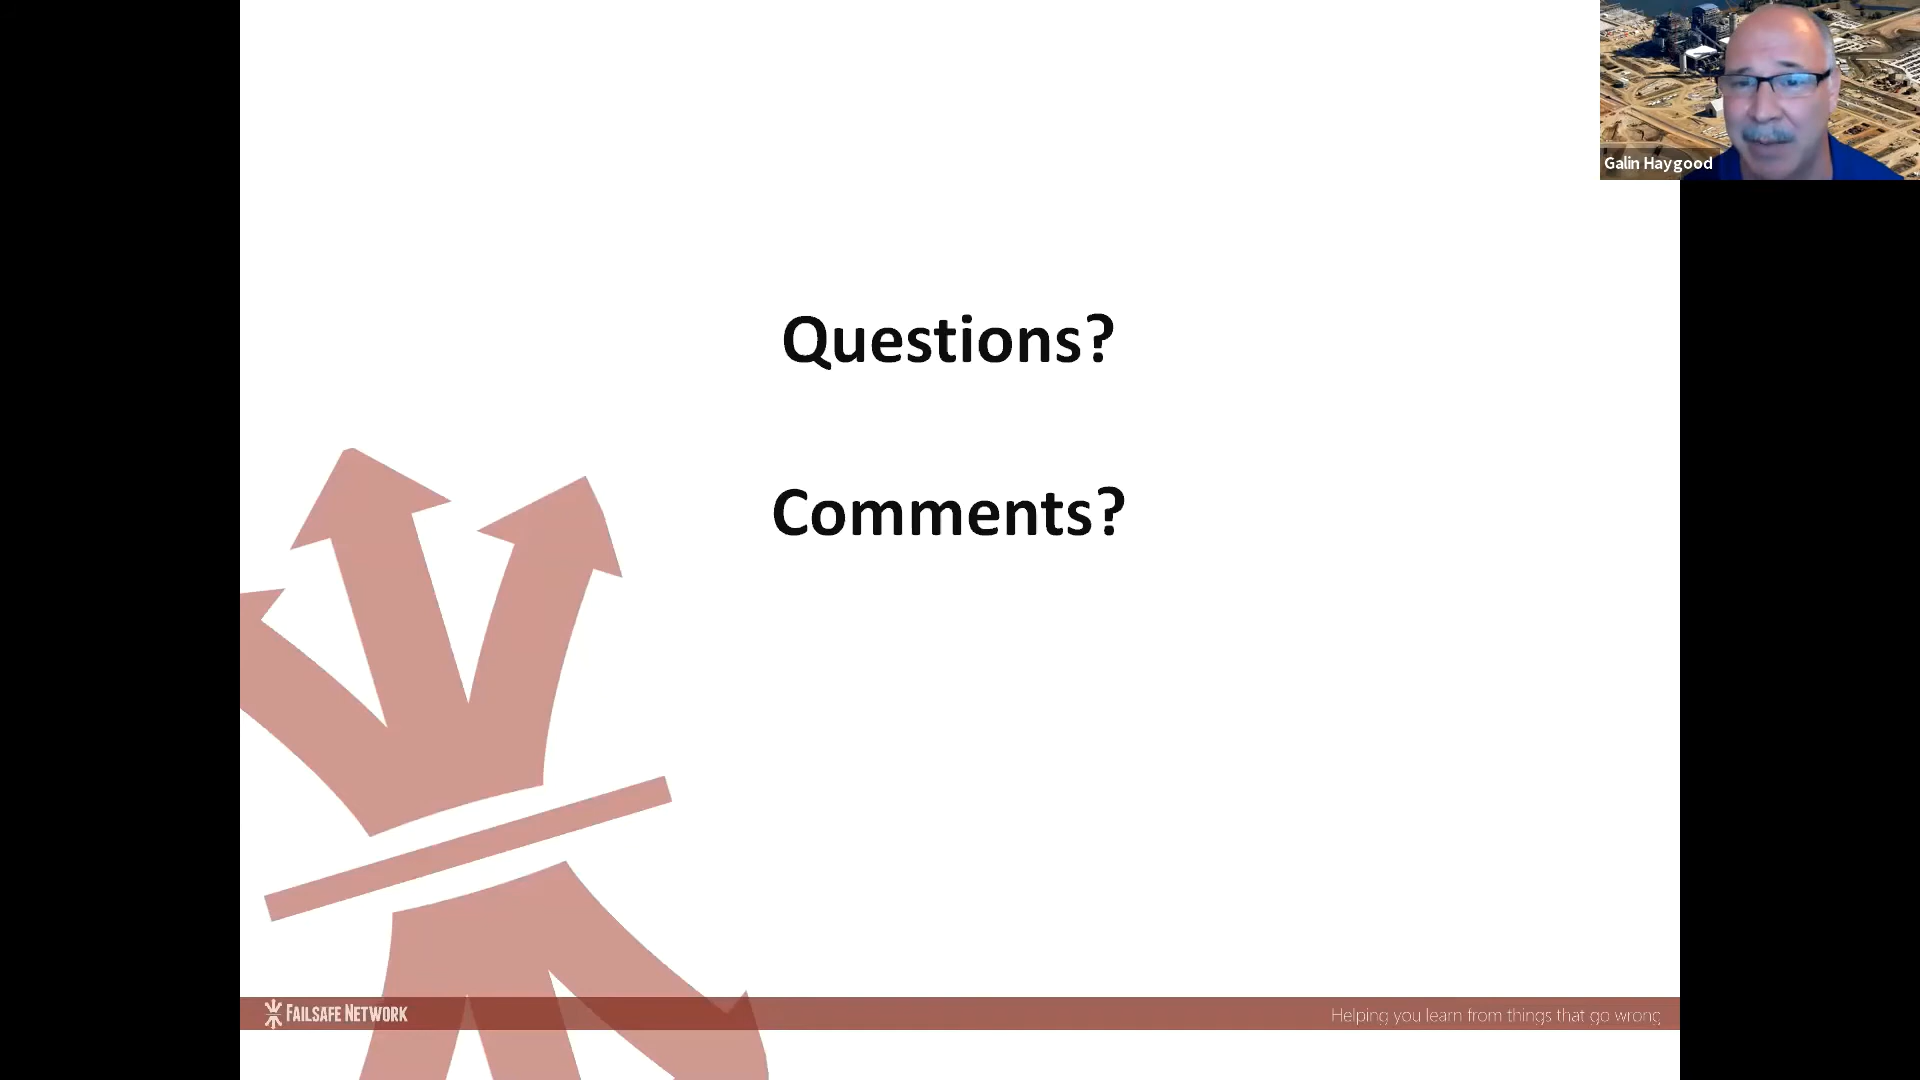 Galin Haygood
Questions?
Comments?
FAILSAFE NETWORK
Helping you learn from things that go wrong